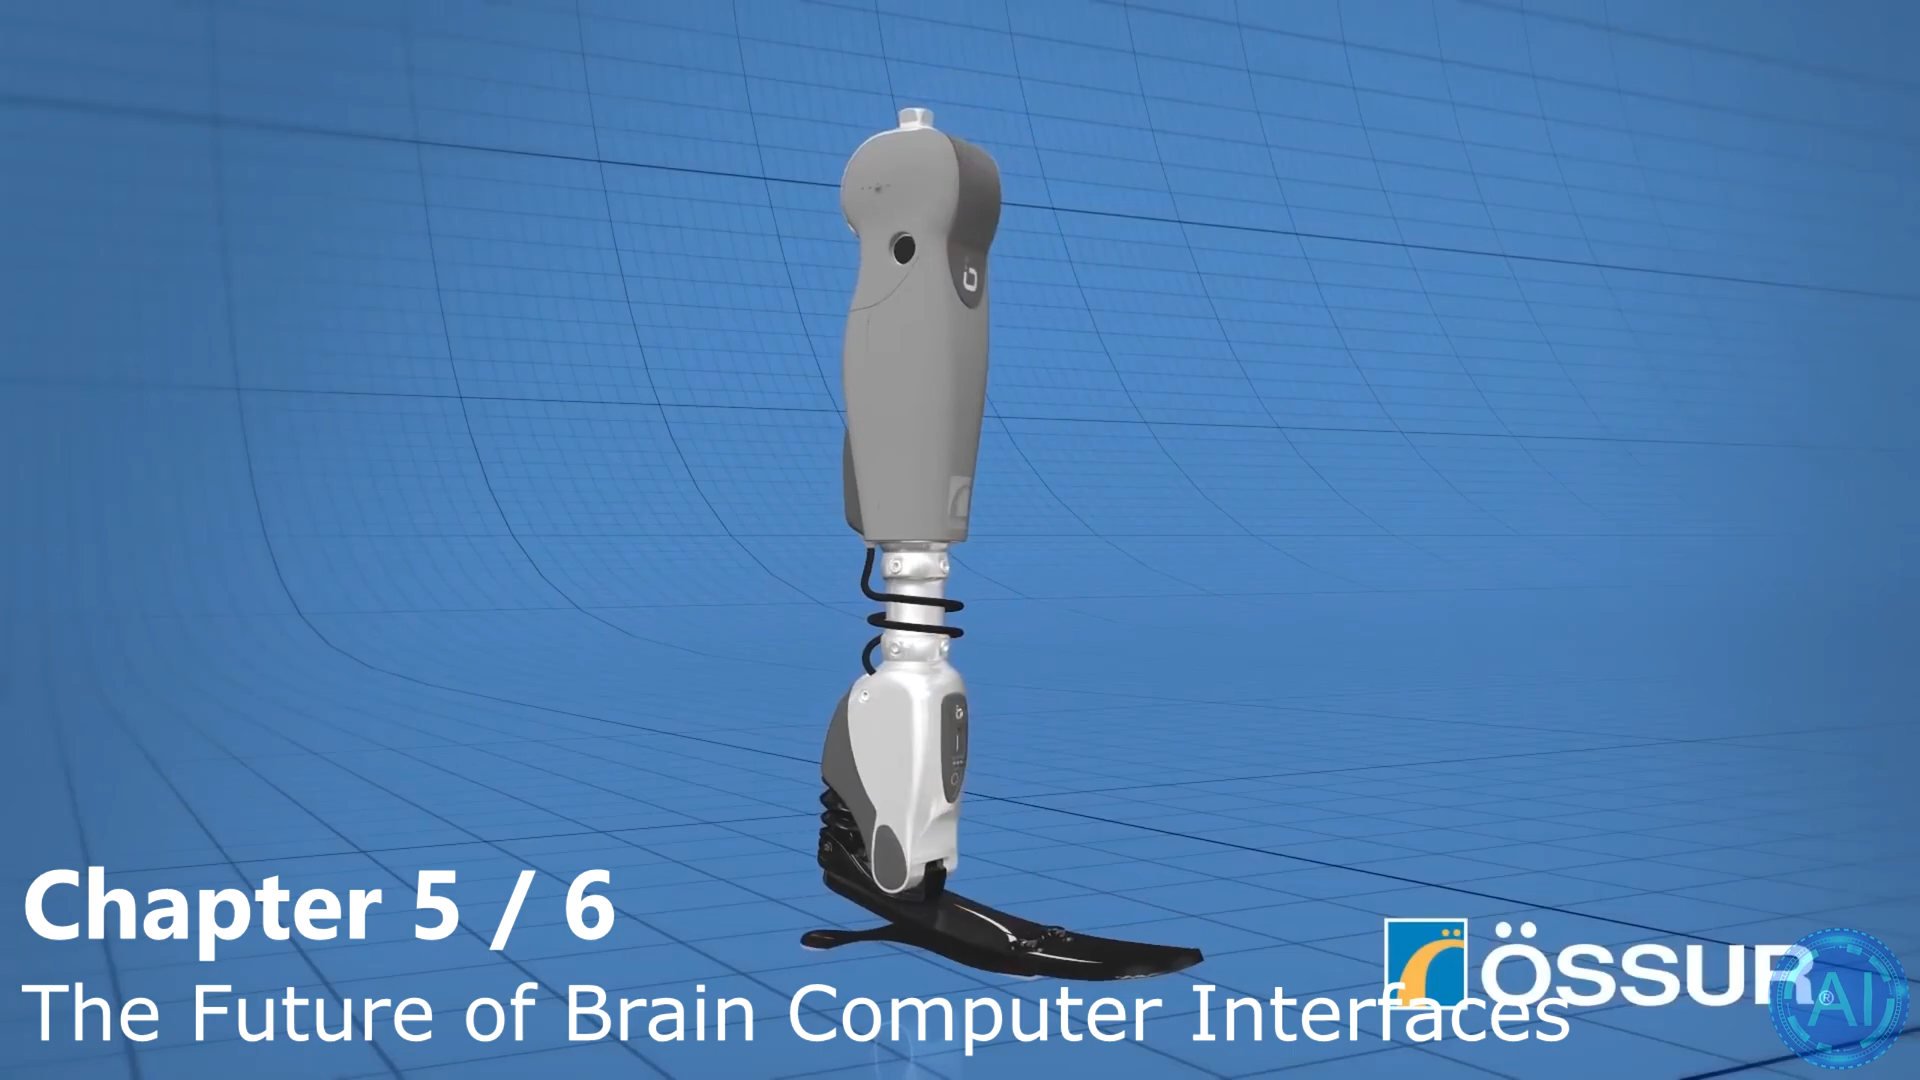 Chapter 5 / 6
ÖSSUR®
The Future of Brain Computer Interfaces
AI